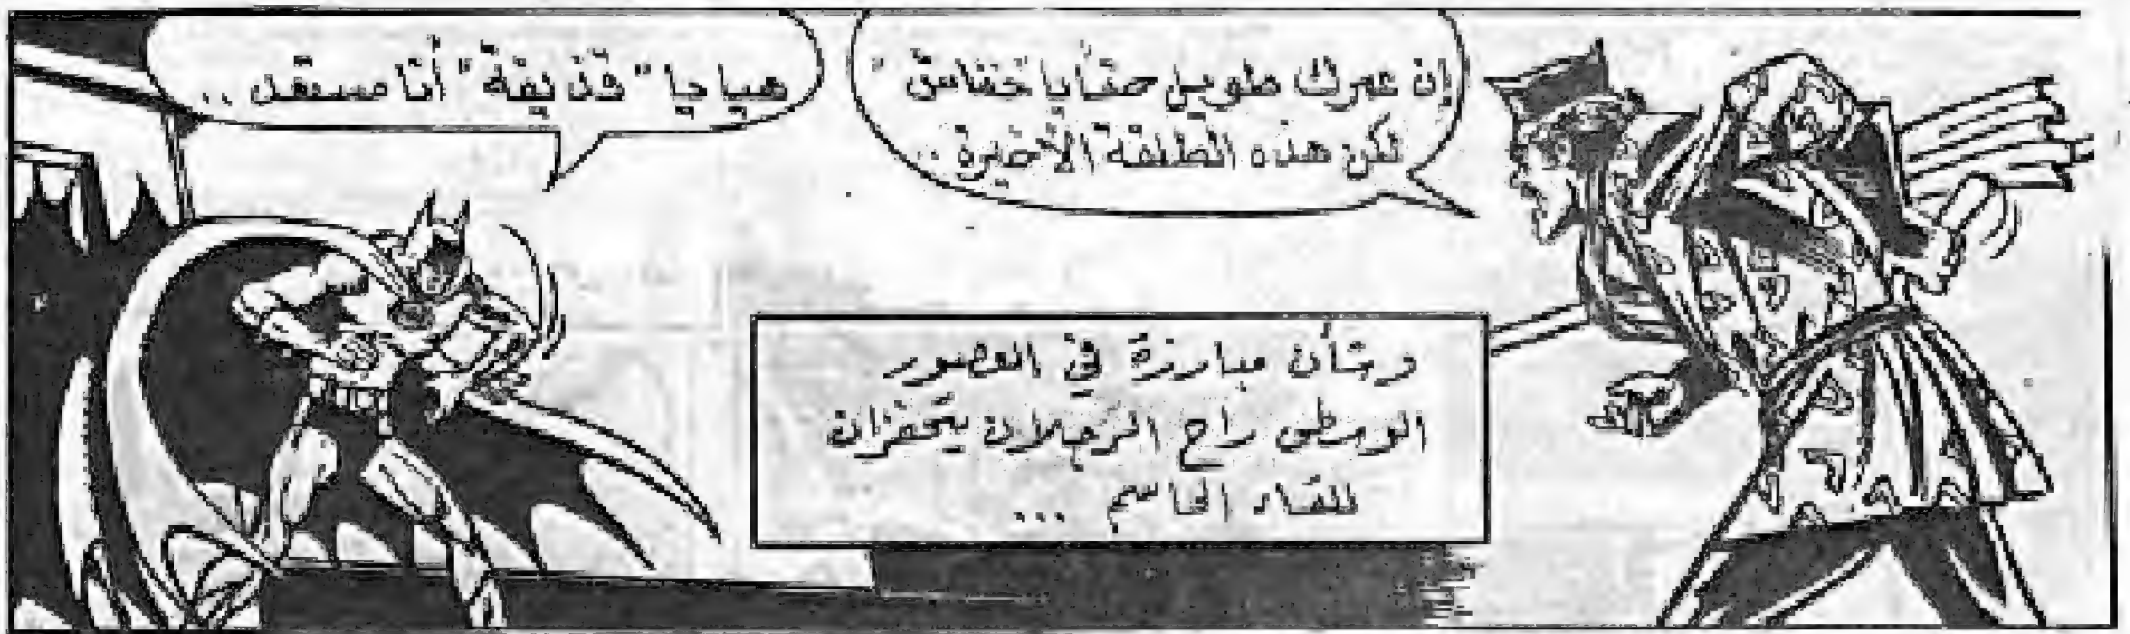 إن عمرك طويل حقاً يا خفاش
لكن هذه الطلقة الأخيرة ..
هيا يا "قذيفة" أنا مستعد ..
وبشأن مبارزة في العصور
الوسطى راح الرجلان يتحفزان
للقاء الحاسم ...